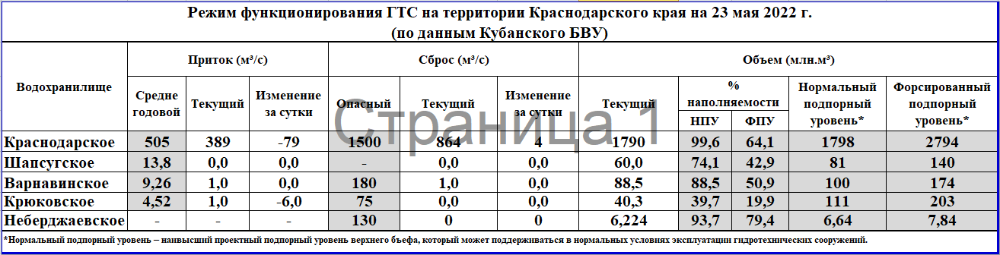 Режим функционирования ГТС на территории Краснодарского края на 23 мая 2022 г.
(по данным Кубанского БВУ)
Водохранилище Приток (м³/с) Сброс (м³/с) Объем (млн.м³)
Средне годовой Текущий Изменение за сутки Опасный Текущий Изменение за сутки Текущий % наполняемости Нормальный подпорный уровень* Форсированный подпорный уровень*
НПУ ФПУ
Краснодарское 505 389 -79 1500 864 4 1790 99,6 64,1 1798 2794
Шапсугское 13,8 0,0 0,0 - 0,0 0,0 60,0 74,1 42,9 81 140
Варнавинское 9,26 1,0 0,0 180 1,0 0,0 88,5 88,5 50,9 100 174
Крюковское 4,52 1,0 -6,0 75 0,0 0,0 40,3 39,7 19,9 111 203
Неберджаевское - - - 130 0 0 6,224 93,7 79,4 6,64 7,84
*Нормальный подпорный уровень – наивысший проектный подпорный уровень верхнего бъефа, который может поддерживаться в нормальных условиях эксплуатации гидротехнических сооружений.
Страница 1